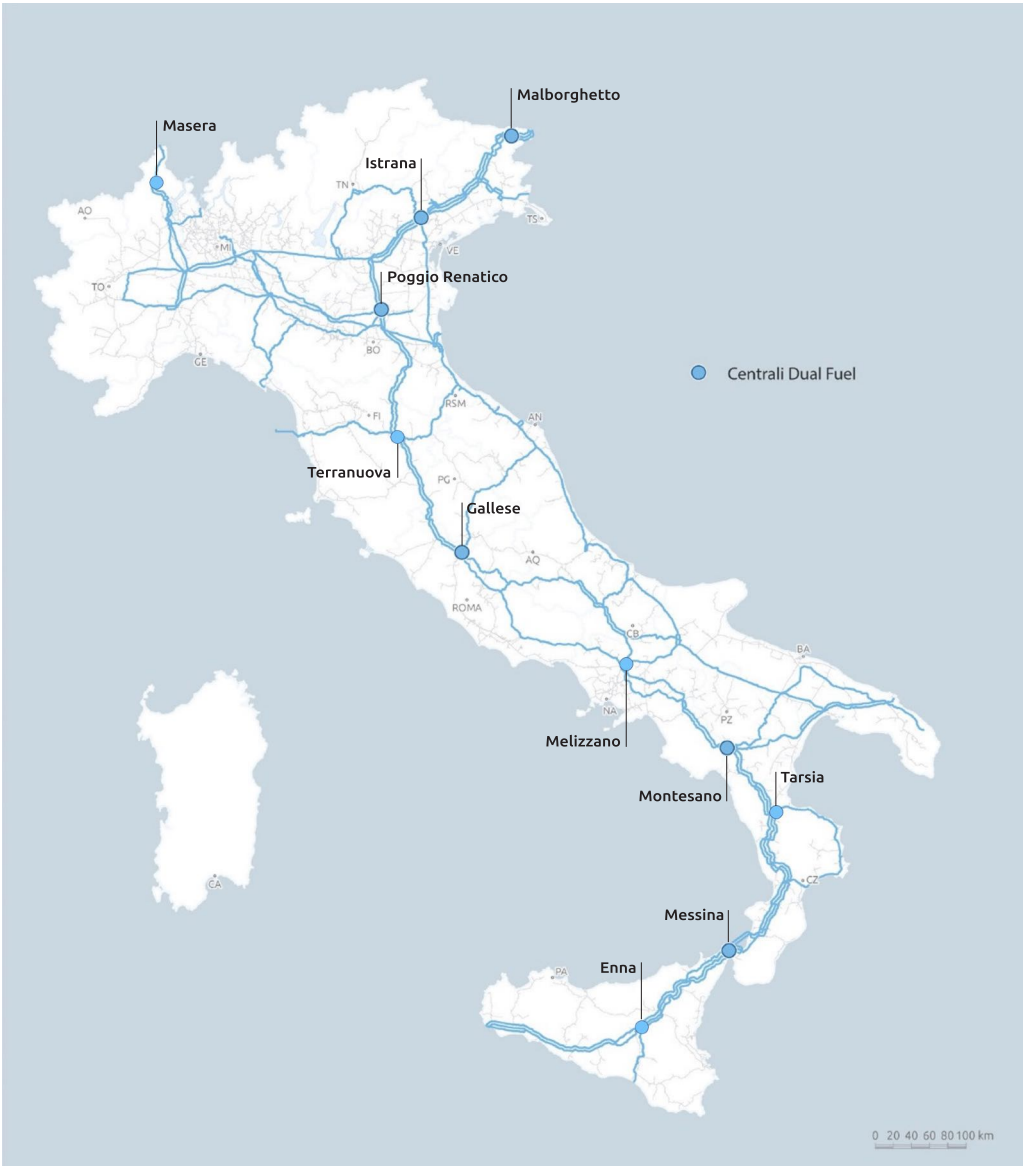 Malborghetto
Masera
Istrana
TN
AO
TS
MI
VE
TO
Poggio Renatico
BO
GE
Centrali Dual Fuel
RSM
FI
AN
Terranuova
PG
Gallese
AQ
ROMA
CB
BA
NA
PZ
Melizzano
Tarsia
Montesano
CA
CZ
Messina
Enna
PA
0 20 40 60 80 100 km